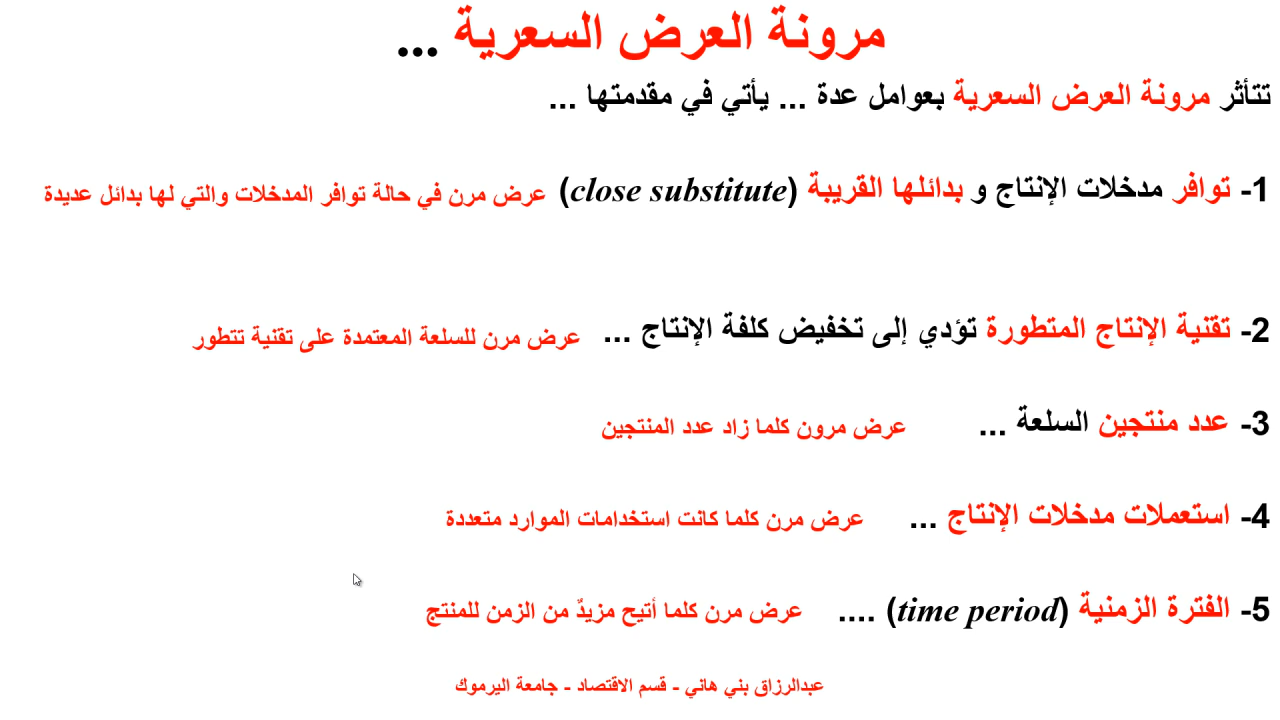 مرونة العرض السعرية ...
تتأثر مرونة العرض السعرية بعوامل عدة ... يأتي في مقدمتها ...
1- توافر مدخلات الإنتاج و بدائلها القريبة (close substitute) عرض مرن في حالة توافر المدخلات والتي لها بدائل عديدة
2- تقنية الإنتاج المتطورة تؤدي إلى تخفيض كلفة الإنتاج ... عرض مرن للسلعة المعتمدة على تقنية تتطور
3- عدد منتجين السلعة ... عرض مرون كلما زاد عدد المنتجين
4- استعملات مدخلات الإنتاج ... عرض مرن كلما كانت استخدامات الموارد متعددة
5- الفترة الزمنية (time period) .... عرض مرن كلما أتيح مزيدٌ من الزمن للمنتج
عبدالرزاق بني هاني - قسم الاقتصاد - جامعة اليرموك